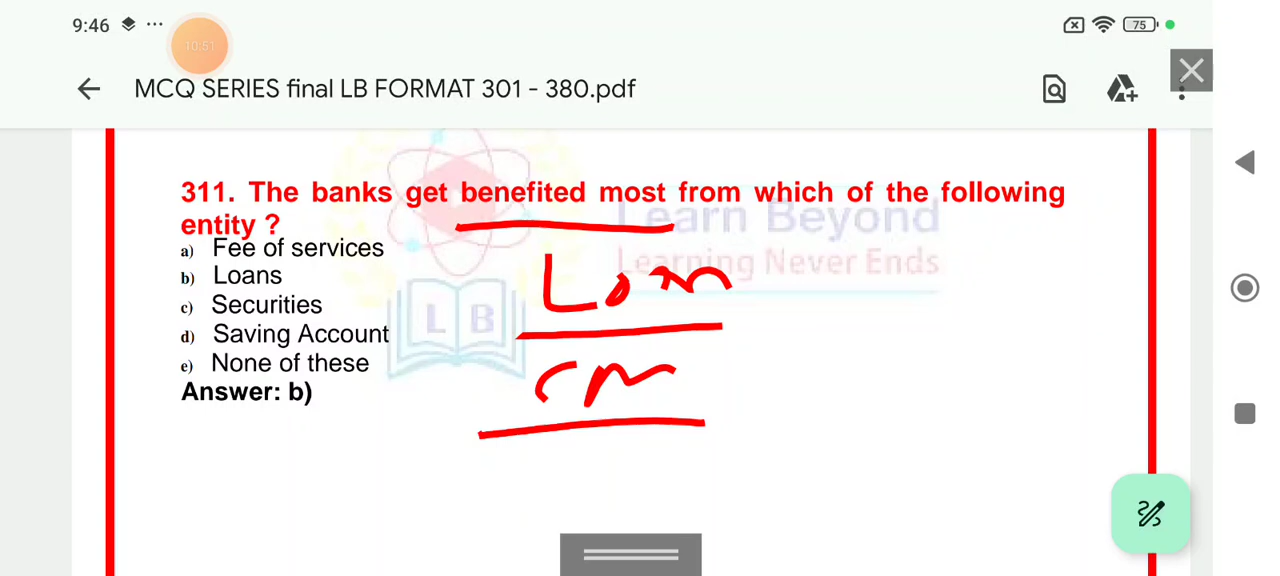 9:46 ... 75
10:51
MCQ SERIES final LB FORMAT 301 - 380.pdf
311. The banks get benefited most from which of the following
entity ?
a) Fee of services
b) Loans
c) Securities
d) Saving Account
e) None of these
Answer: b)
Learn Beyond
Learning Never Ends
L B
Loan